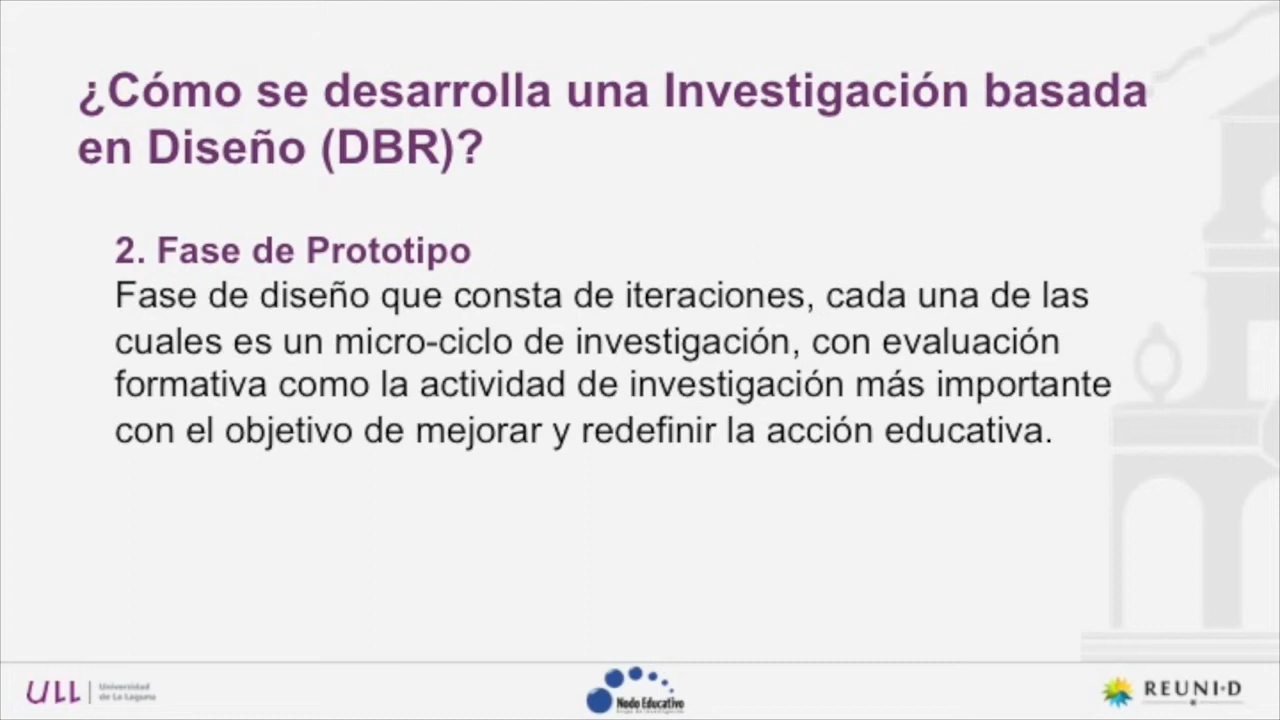 ¿Cómo se desarrolla una Investigación basada
en Diseño (DBR)?
2. Fase de Prototipo
Fase de diseño que consta de iteraciones, cada una de las
cuales es un micro-ciclo de investigación, con evaluación
formativa como la actividad de investigación más importante
con el objetivo de mejorar y redefinir la acción educativa.
ULL
Universidad
de La Laguna
Nodo Educativo
Grupo de Investigación
REUNI+D